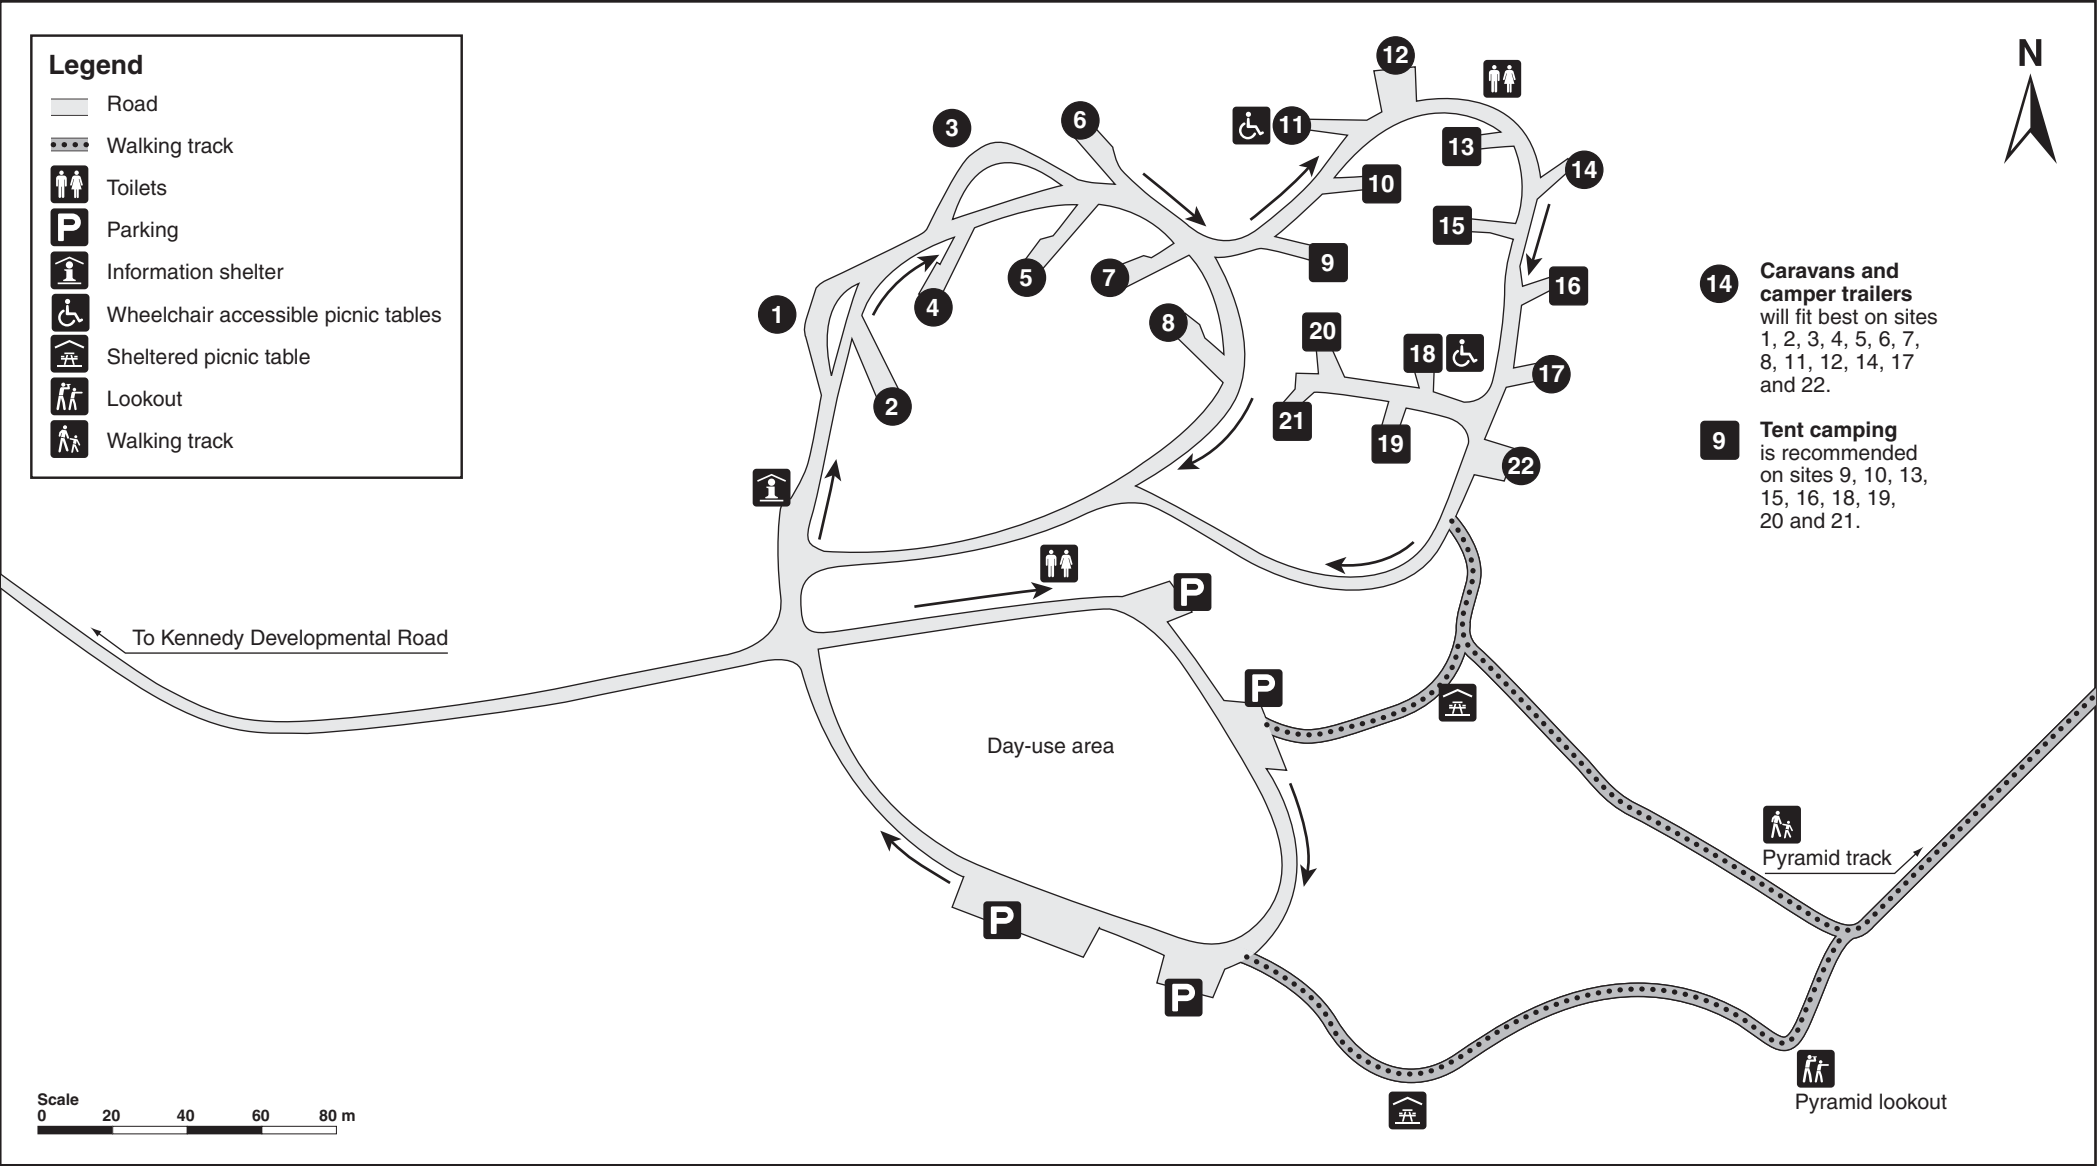 Legend
Road
Walking track
Toilets
P
Parking
Information shelter
Wheelchair accessible picnic tables
Sheltered picnic table
Lookout
Walking track
N
12
6
3
11
13
14
10
15
9
5
7
16
4
1
8
20
18
17
2
21
19
22
14
Caravans and
camper trailers
will fit best on sites
1, 2, 3, 4, 5, 6, 7,
8, 11, 12, 14, 17
and 22.
9
Tent camping
is recommended
on sites 9, 10, 13,
15, 16, 18, 19,
20 and 21.
To Kennedy Developmental Road
P
P
Day-use area
P
P
Pyramid track
Pyramid lookout
Scale
0 20 40 60 80 m